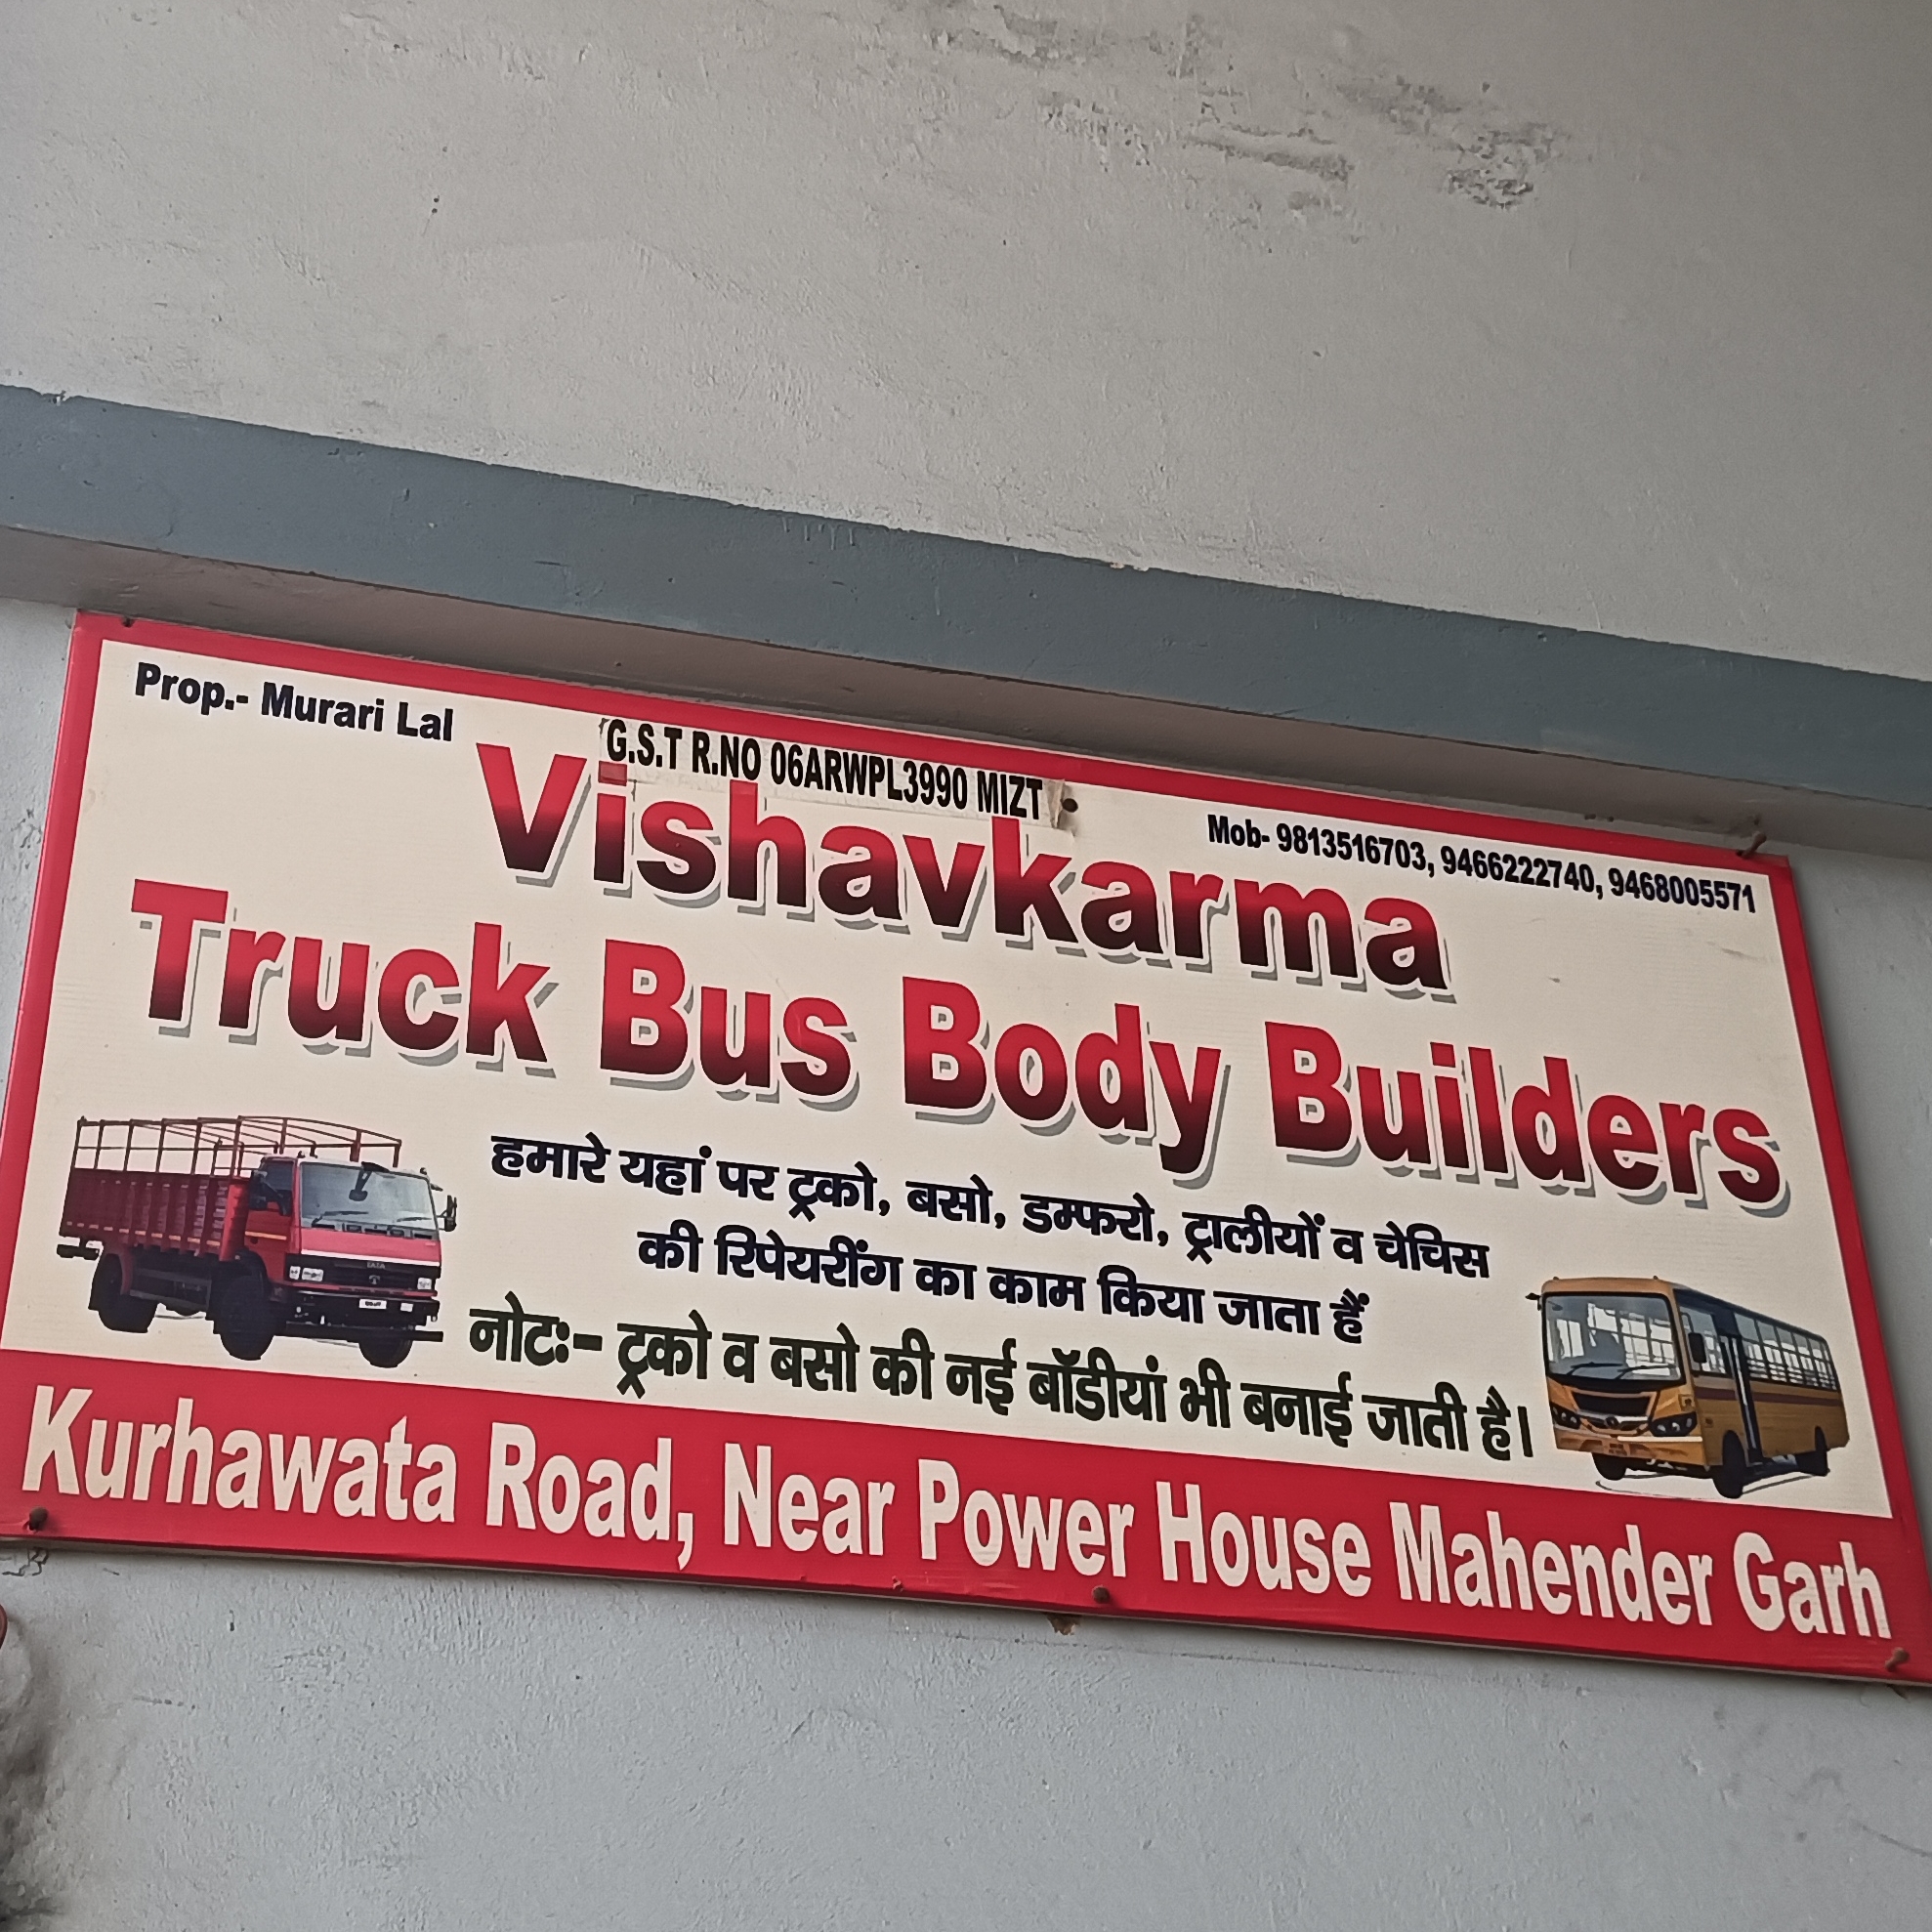 Prop.- Murari Lal
G.S.T R.NO 06ARWPL3990 MIZT
Mob- 9813516703, 9466222740, 9468005571
Vishavkarma
Truck Bus Body Builders
हमारे यहां पर ट्रको, बसो, डम्फरो, ट्रालीयों व चेचिस
की रिपेयरींग का काम किया जाता हैं
नोटः- ट्रको व बसो की नई बॉडीयां भी बनाई जाती है।
TATA
Kurhawata Road, Near Power House Mahender Garh